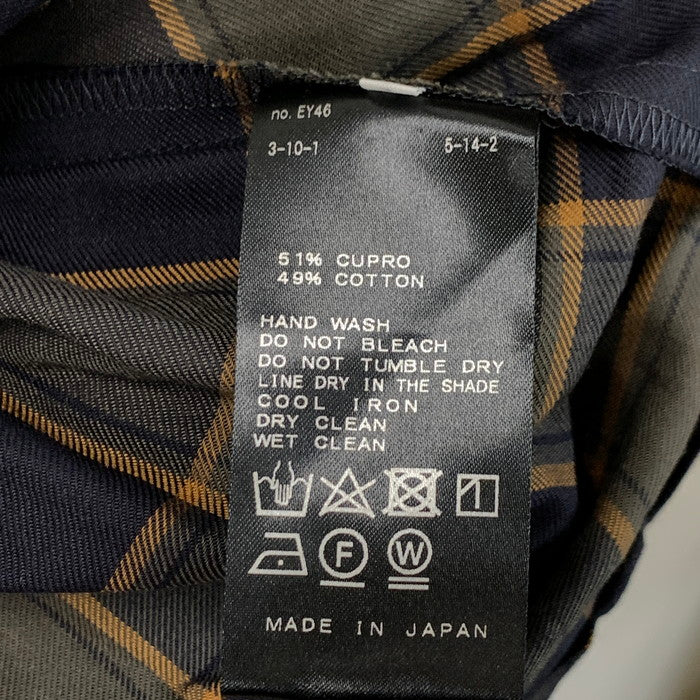 no. EY46
3-10-1 5-14-2
51% CUPRO
49% COTTON
HAND WASH
DO NOT BLEACH
DO NOT TUMBLE DRY
LINE DRY IN THE SHADE
COOL IRON
DRY CLEAN
WET CLEAN
F W
MADE IN JAPAN